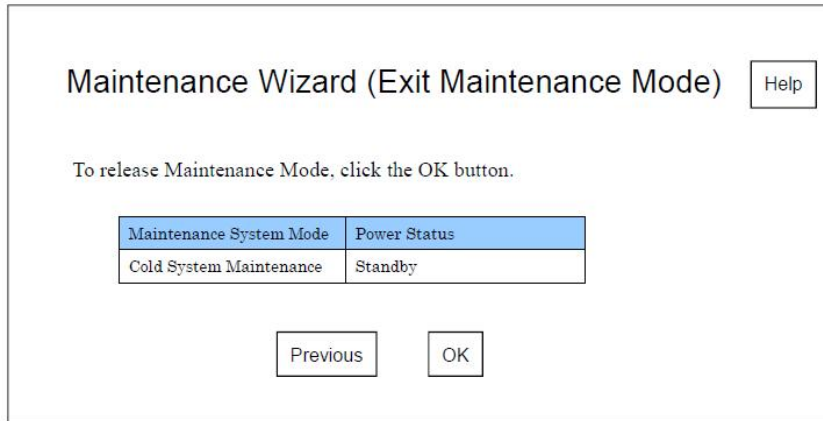 Maintenance Wizard (Exit Maintenance Mode) Help
To release Maintenance Mode, click the OK button.
Maintenance System Mode Power Status
Cold System Maintenance Standby
Previous OK